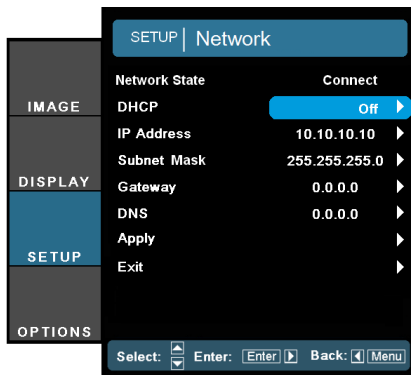 SETUP | Network
Network State Connect
DHCP Off
IMAGE
IP Address 10.10.10.10
Subnet Mask 255.255.255.0
DISPLAY
Gateway 0.0.0.0
DNS 0.0.0.0
Apply
SETUP
Exit
OPTIONS
Select: Enter: Enter Back: Menu